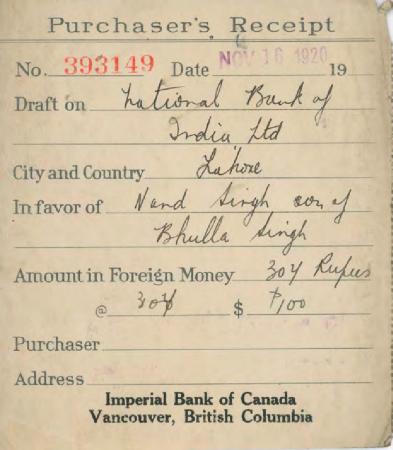 Purchaser's Receipt
No. 393149 Date NOV 16 1920 19
Draft on National Bank of
India, Ltd
City and Country Lahore
In favor of Nand Singh son of
Bhulla Singh
Amount in Foreign Money 304 Rupees
@ 304 $ 100
Purchaser
Address
Imperial Bank of Canada
Vancouver, British Columbia